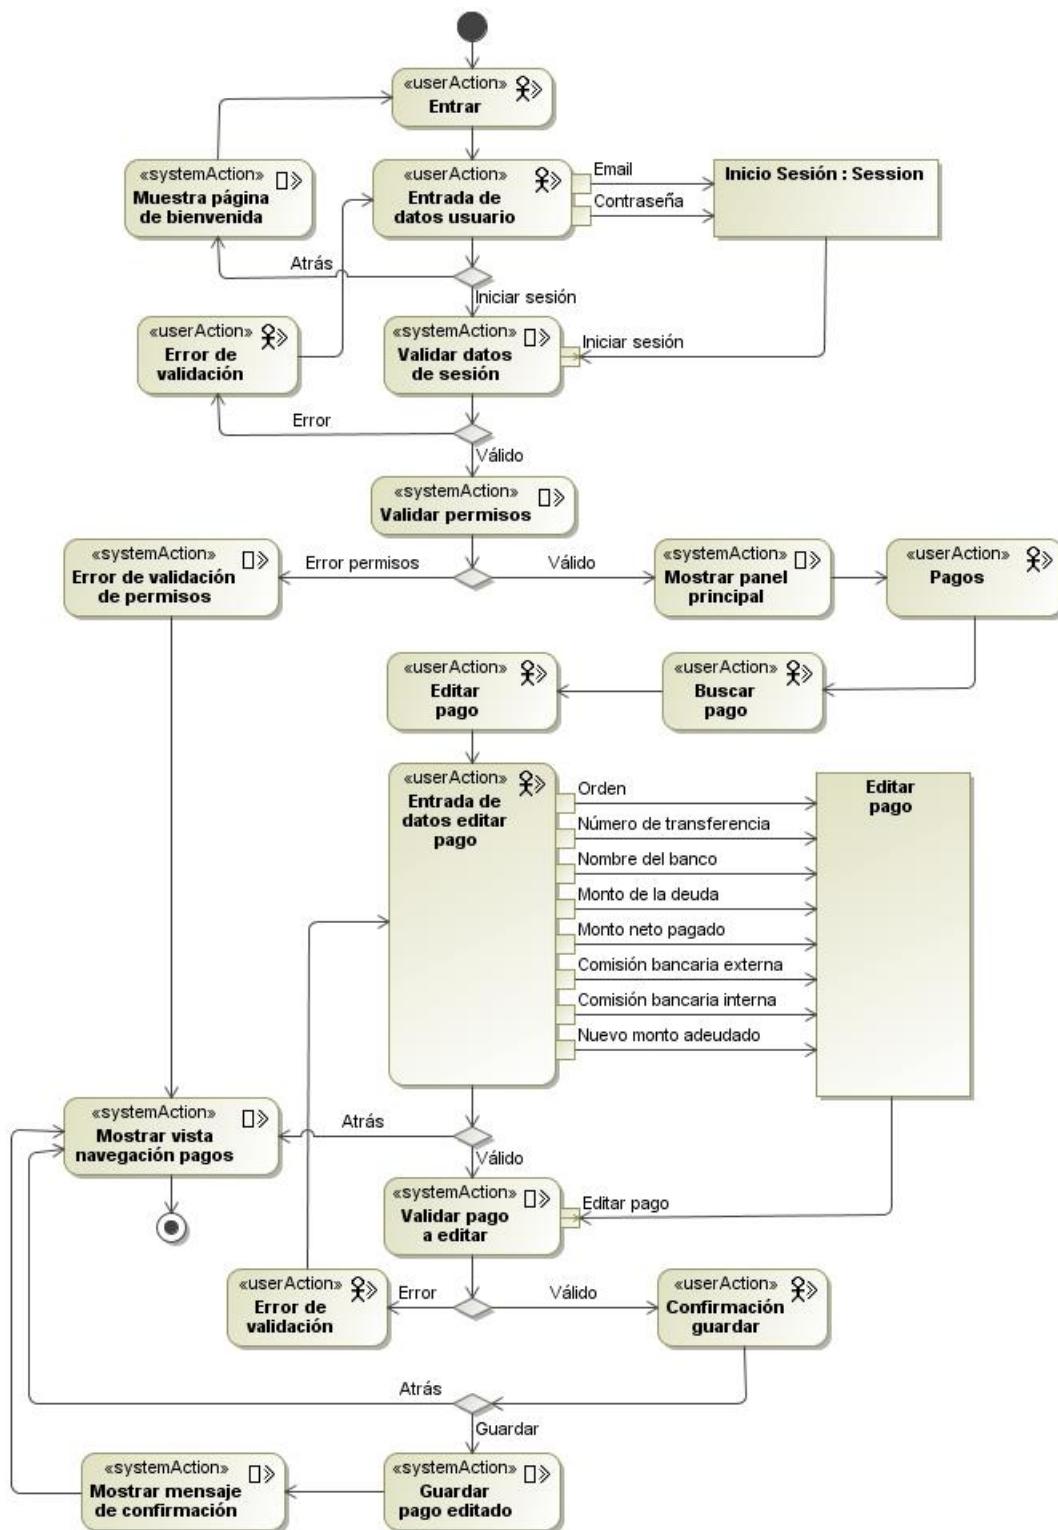 «userAction»
Entrar
«systemAction»
Muestra página
de bienvenida
«userAction»
Entrada de
datos usuario
Email
Contraseña
Inicio Sesión : Session
Atrás
Iniciar sesión
«userAction»
Error de
validación
«systemAction»
Validar datos
de sesión
Iniciar sesión
Error
Válido
«systemAction»
Validar permisos
«systemAction»
Error de validación
de permisos
Error permisos
Válido
«systemAction»
Mostrar panel
principal
«userAction»
Pagos
«userAction»
Editar
pago
«userAction»
Buscar
pago
«userAction»
Entrada de
datos editar
pago
Orden
Número de transferencia
Nombre del banco
Monto de la deuda
Monto neto pagado
Comisión bancaria externa
Comisión bancaria interna
Nuevo monto adeudado
Editar
pago
«systemAction»
Mostrar vista
navegación pagos
Atrás
Válido
«systemAction»
Validar pago
a editar
Editar pago
«userAction»
Error de
validación
Error
Válido
«userAction»
Confirmación
guardar
Atrás
Guardar
«systemAction»
Mostrar mensaje
de confirmación
«systemAction»
Guardar
pago editado